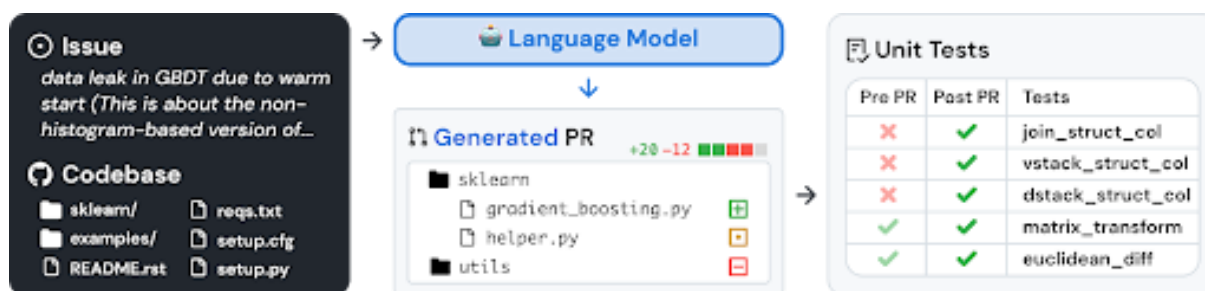 Issue
data leak in GBDT due to warm
start (This is about the non-
histogram-based version of...
Codebase
sklearn/
reqs.txt
examples/
setup.cfg
README.rst
setup.py
Language Model
Generated PR
+20 -12
sklearn
gradient_boosting.py
helper.py
utils
Unit Tests
Pre PR Post PR Tests
join_struct_col
vstack_struct_col
dstack_struct_col
matrix_transform
euclidean_diff